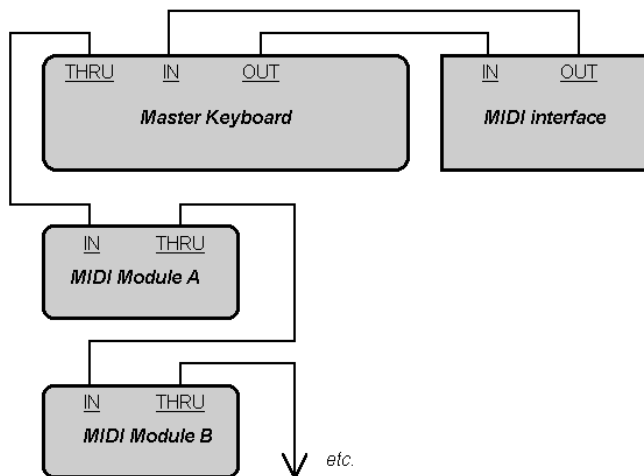 THRU IN OUT
Master Keyboard
IN OUT
MIDI interface
IN THRU
MIDI Module A
IN THRU
MIDI Module B
etc.